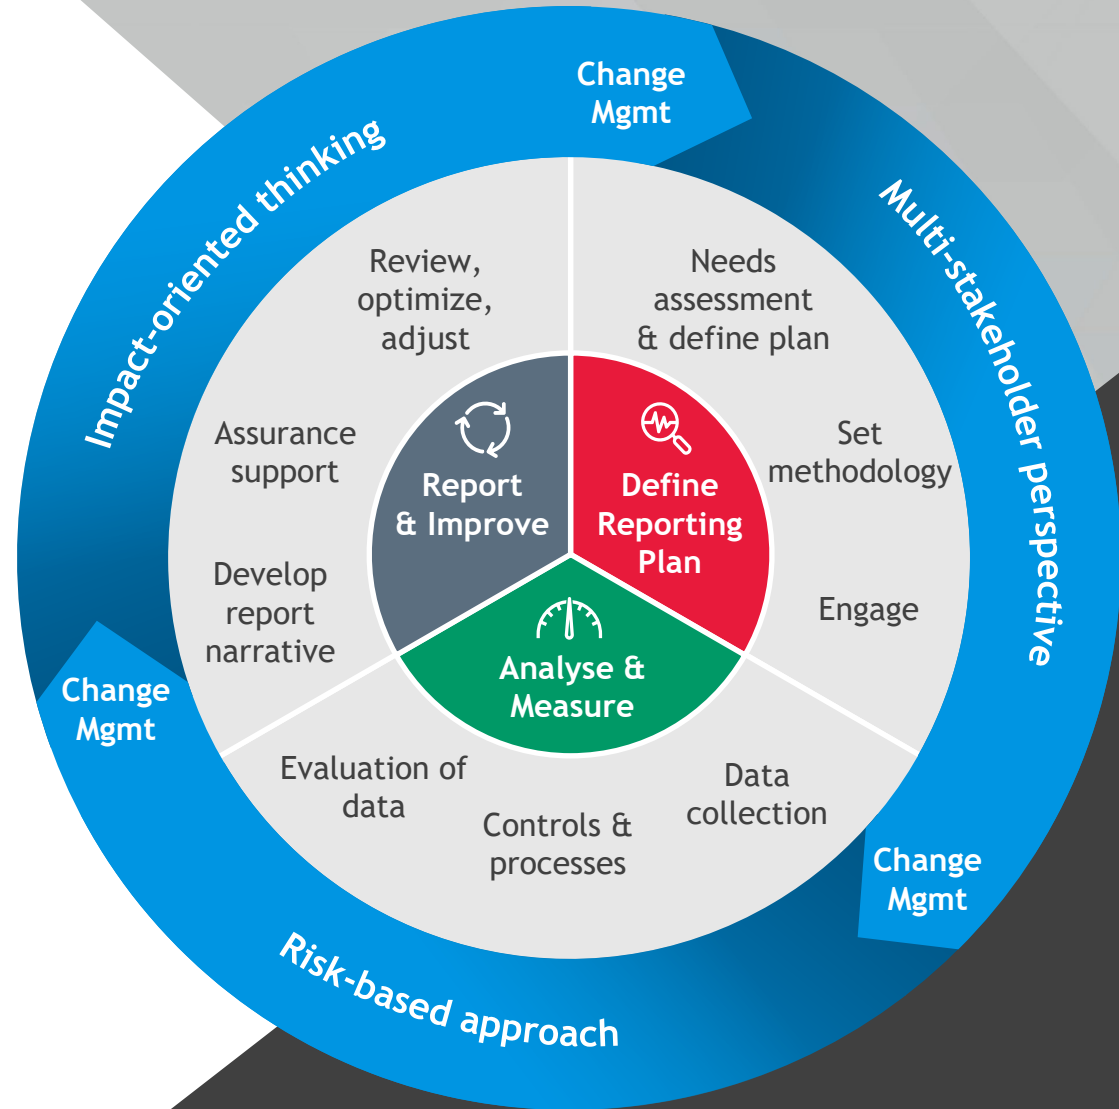 Change
Mgmt
Multi-stakeholder perspective
Change
Mgmt
Risk-based approach
Change
Mgmt
Impact-oriented thinking
Needs
assessment
& define plan
Set
methodology
Engage
Data
collection
Controls &
processes
Evaluation of
data
Develop
report
narrative
Assurance
support
Review,
optimize,
adjust
Define
Reporting
Plan
Analyse &
Measure
Report
& Improve